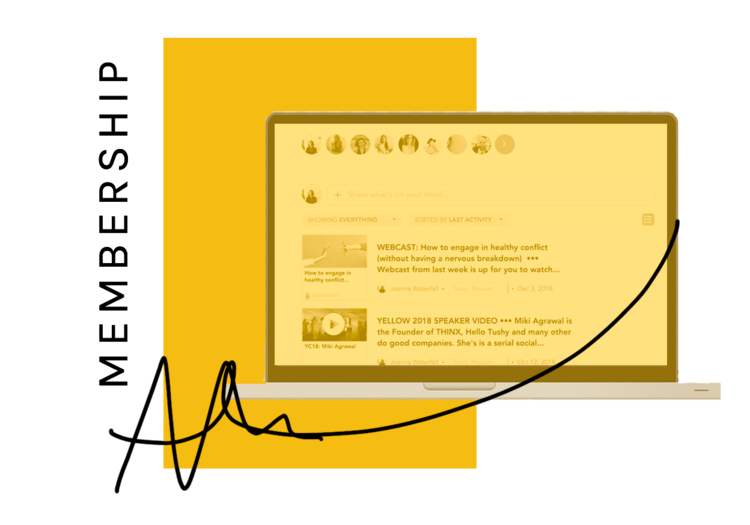 MEMBERSHIP
Share what's on your mind...
SHOWING EVERYTHING
SORTED BY LAST ACTIVITY
How to engage in
healthy conflict...
WEBCAST: How to engage in healthy conflict
(without having a nervous breakdown) •••
Webcast from last week is up for you to watch...
Joanna Waterfall • Dec 3, 2018
YC18: Miki Agrawal
YELLOW 2018 SPEAKER VIDEO ••• Miki Agrawal is
the Founder of THINX, Hello Tushy and many other
do good companies. She's is a serial social...
Joanna Waterfall • Oct 12, 2018